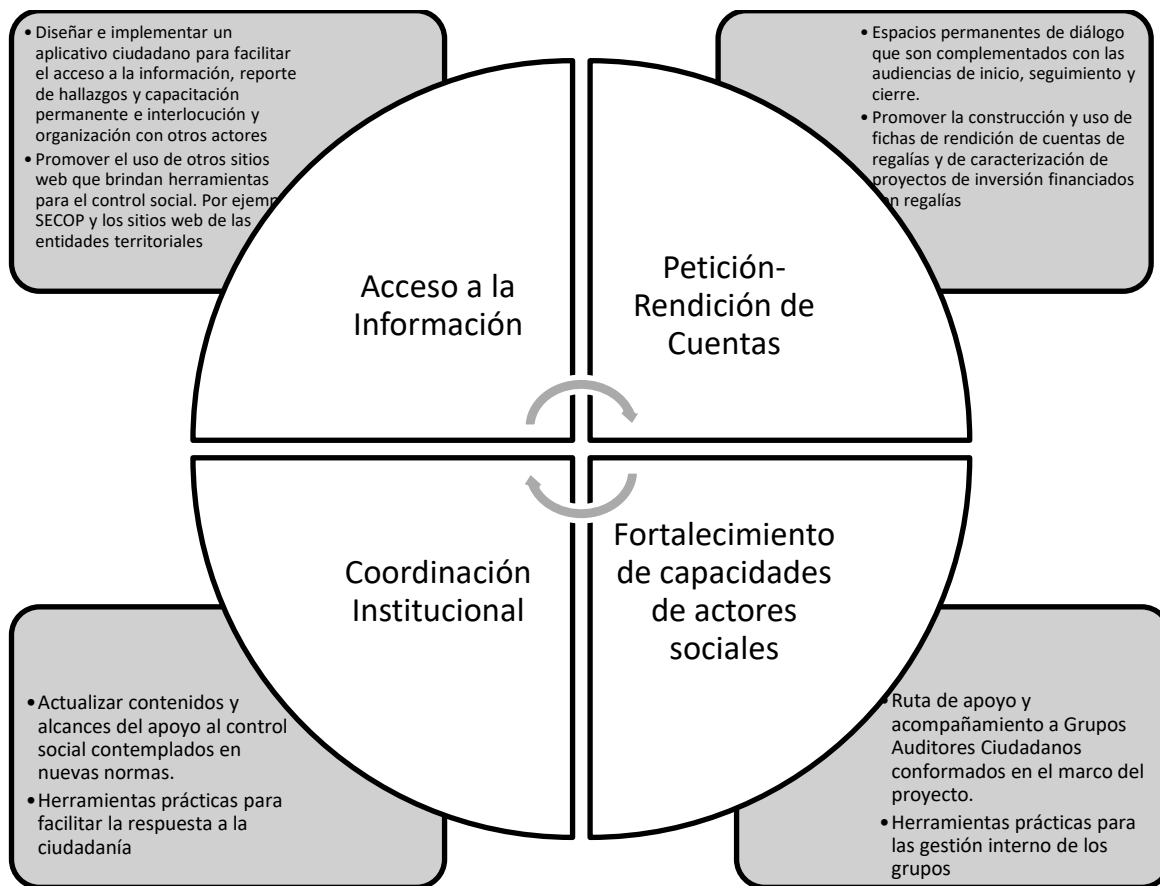 • Diseñar e implementar un
aplicativo ciudadano para facilitar
el acceso a la información, reporte
de hallazgos y capacitación
permanente e interlocución y
organización con otros actores
• Promover el uso de otros sitios
web que brindan herramientas
para el control social. Por ejemp
SECOP y los sitios web de las
entidades territoriales
• Espacios permanentes de diálogo
que son complementados con las
audiencias de inicio, seguimiento y
cierre.
• Promover la construcción y uso de
fichas de rendición de cuentas de
regalías y de caracterización de
proyectos de inversión financiados
on regalías
Acceso a la
Información
Petición-
Rendición de
Cuentas
Coordinación
Institucional
Fortalecimiento
de capacidades
de actores
sociales
• Actualizar contenidos y
alcances del apoyo al control
social contemplados en
nuevas normas.
• Herramientas prácticas para
facilitar la respuesta a la
ciudadanía
• Ruta de apoyo y
acompañamiento a Grupos
Auditores Ciudadanos
conformados en el marco del
proyecto.
• Herramientas prácticas para
las gestión interno de los
grupos